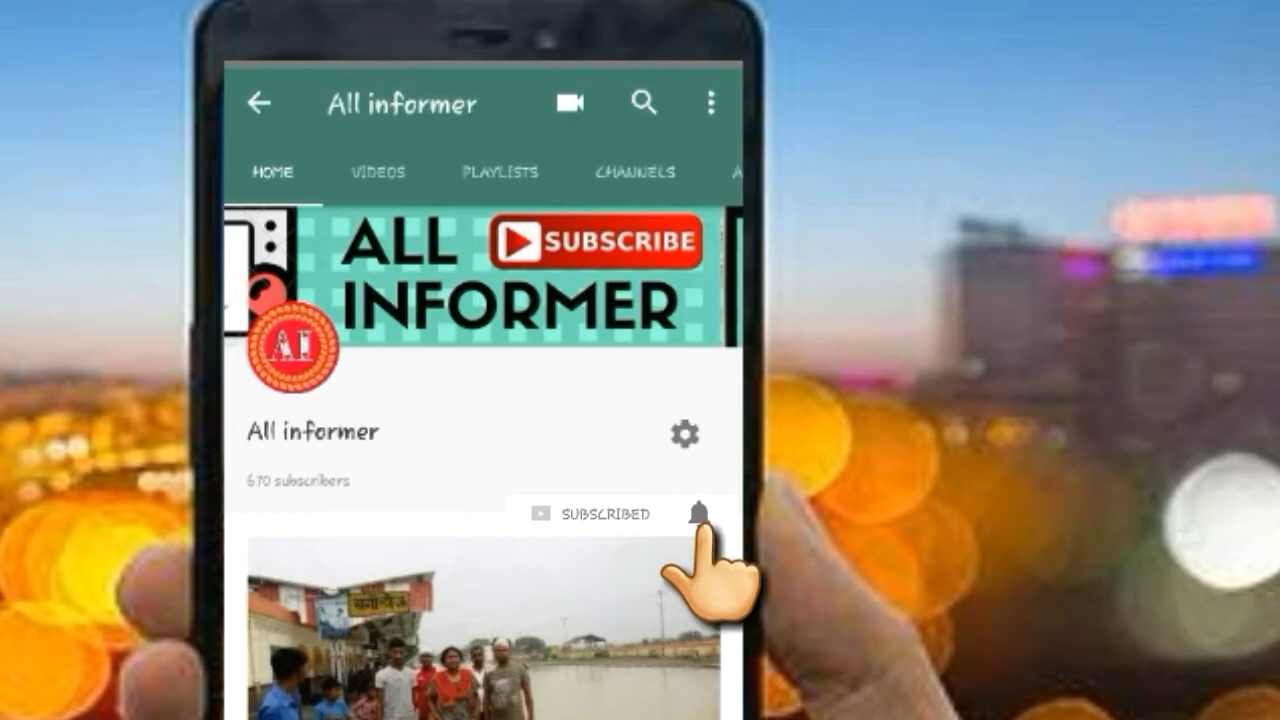 All informer
HOME VIDEOS PLAYLISTS CHANNELS A
ALL SUBSCRIBE
INFORMER
AI
All informer
670 subscribers
SUBSCRIBED